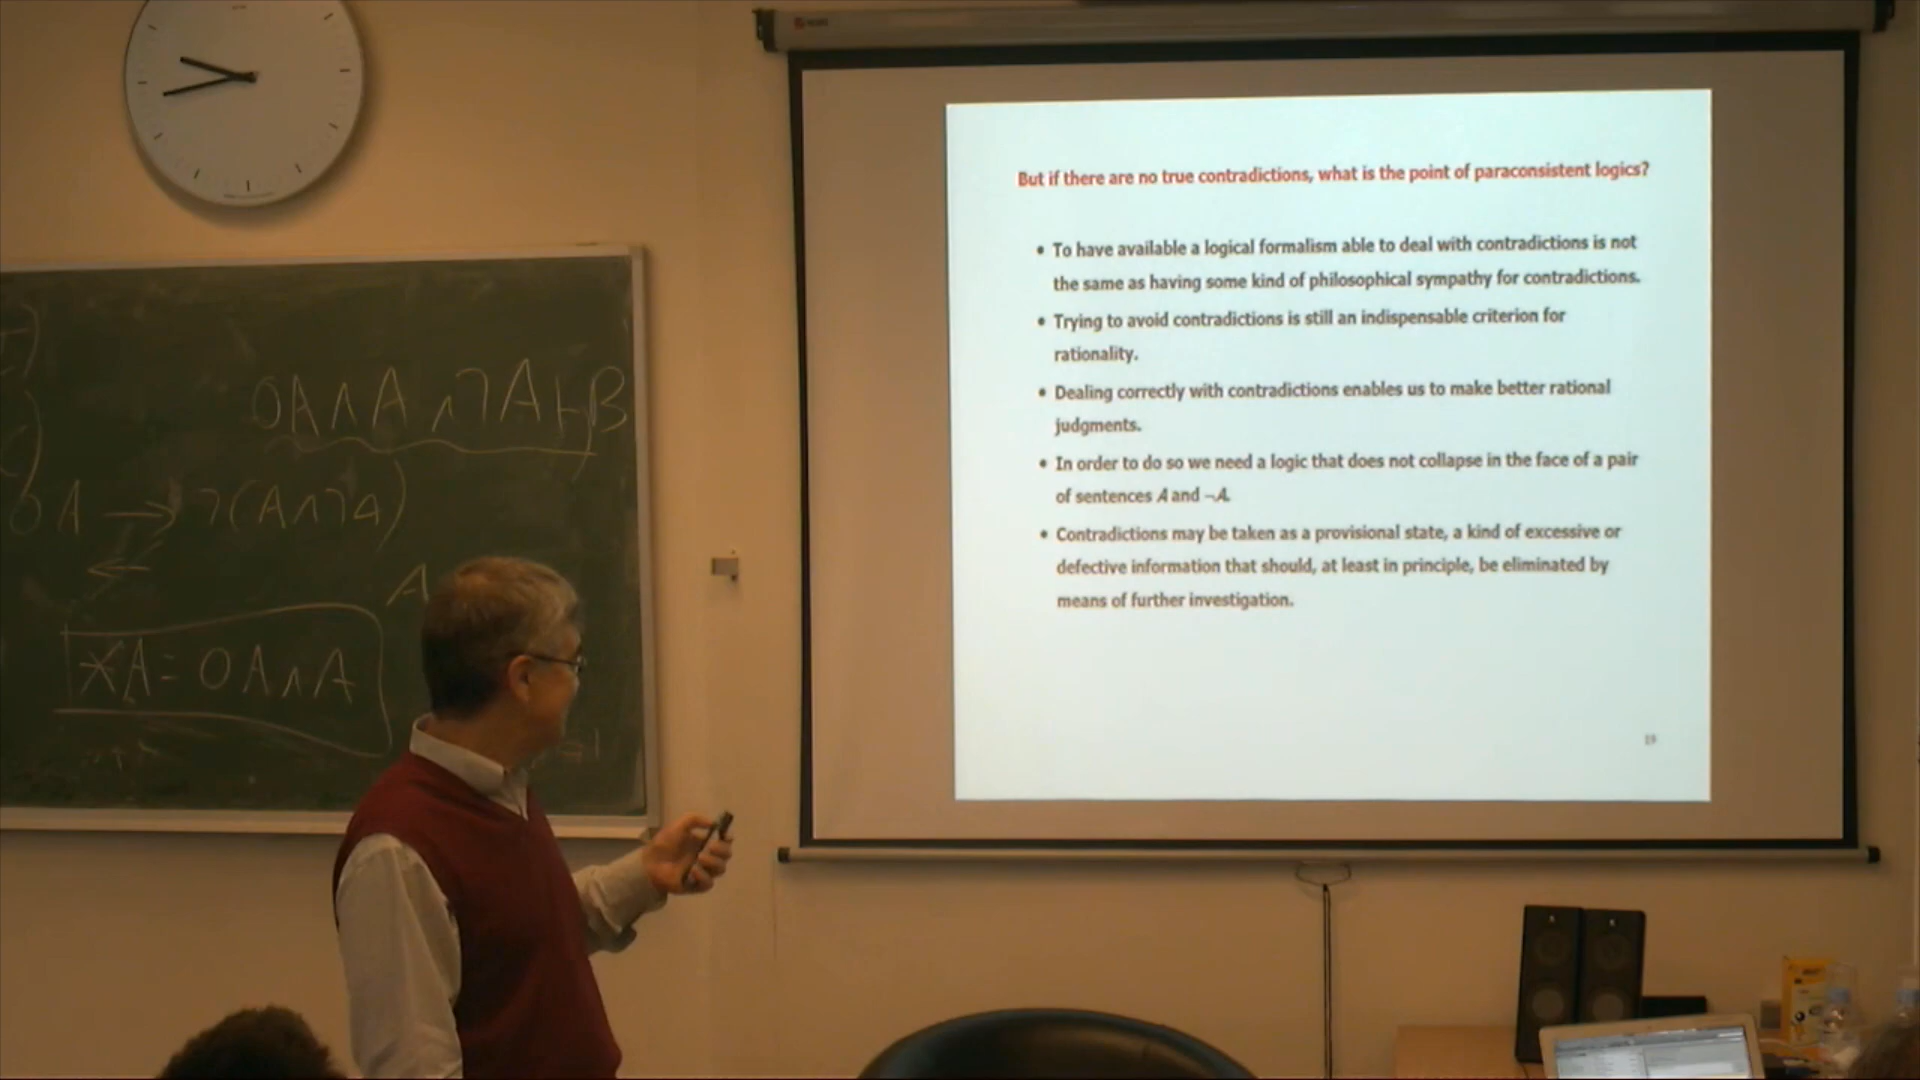 OA∧A∧¬A⊢B
OA → ¬(A∧¬A)
←
A
*A = OA∧A
But if there are no true contradictions, what is the point of paraconsistent logics?
• To have available a logical formalism able to deal with contradictions is not
the same as having some kind of philosophical sympathy for contradictions.
• Trying to avoid contradictions is still an indispensable criterion for
rationality.
• Dealing correctly with contradictions enables us to make better rational
judgments.
• In order to do so we need a logic that does not collapse in the face of a pair
of sentences A and ¬A.
• Contradictions may be taken as a provisional state, a kind of excessive or
defective information that should, at least in principle, be eliminated by
means of further investigation.